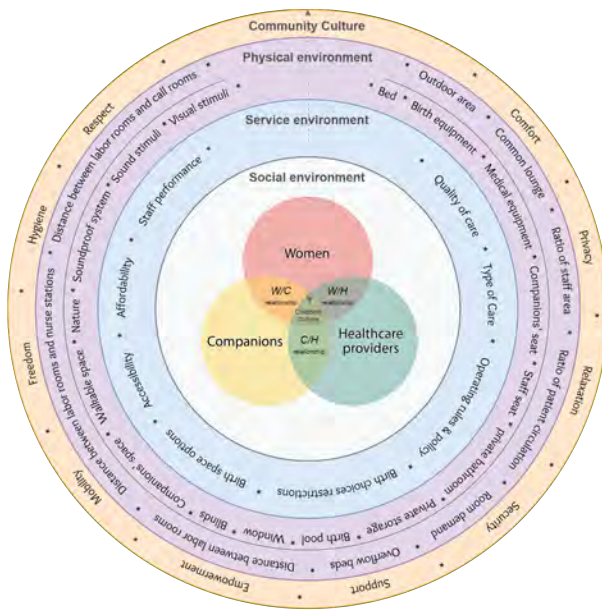 Community Culture
Comfort
Privacy
Relaxation
Security
Support
Empowerment
Mobility
Freedom
Hygiene
Respect
Physical environment
Outdoor area
Common lounge
Ratio of staff area
Ratio of patient circulation
Room demand
Overflow beds
Distance between labor rooms
Distance between labor rooms and nurse stations
Distance between labor rooms and call rooms
Bed
Birth equipment
Medical equipment
Companions' seat
Staff seat
private bathroom
Private storage
Birth pool
Window
Blinds
Companions' space
Walkable space
Nature
Soundproof system
Sound stimuli
Visual stimuli
Service environment
Quality of care
Type of Care
Operating rules & policy
Birth choices restrictions
Birth space options
Accessibility
Affordability
Staff performance
Social environment
Women
W/C
relationship
W/H
relationship
Companions
C/H
relationship
Healthcare
providers